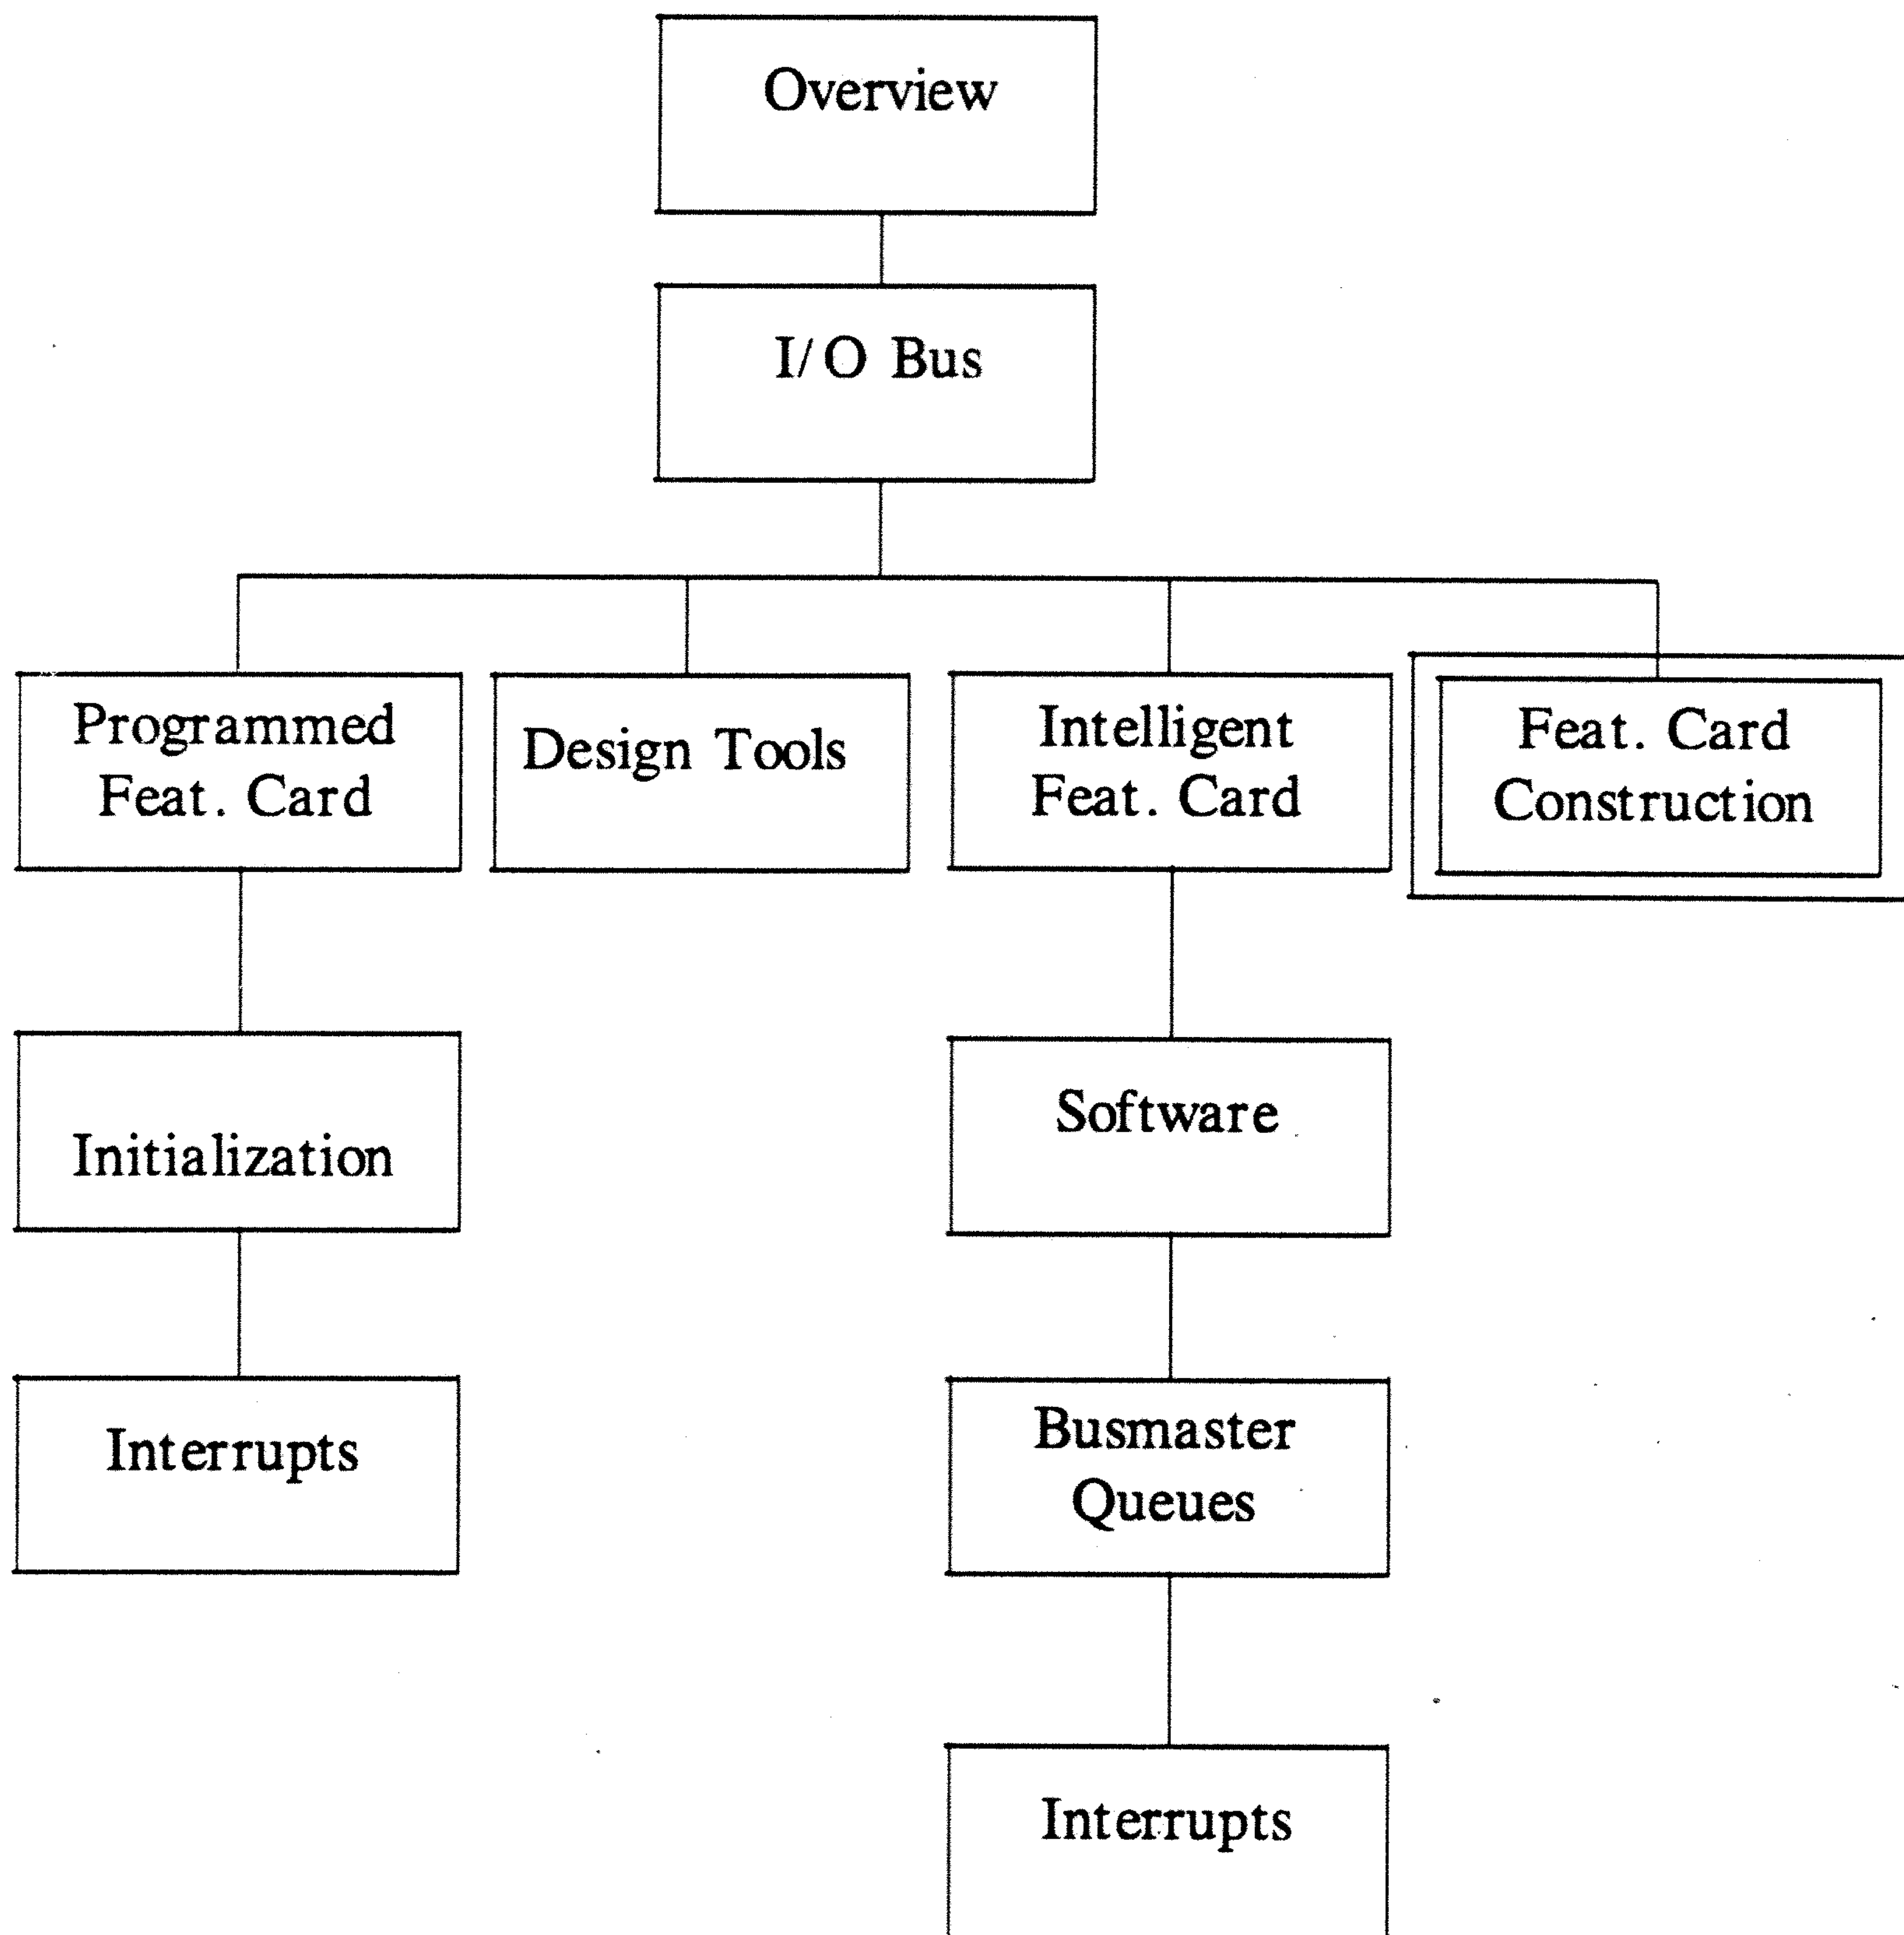 Overview
I/O Bus
Programmed
Feat. Card
Design Tools
Intelligent
Feat. Card
Feat. Card
Construction
Initialization
Software
Interrupts
Busmaster
Queues
Interrupts